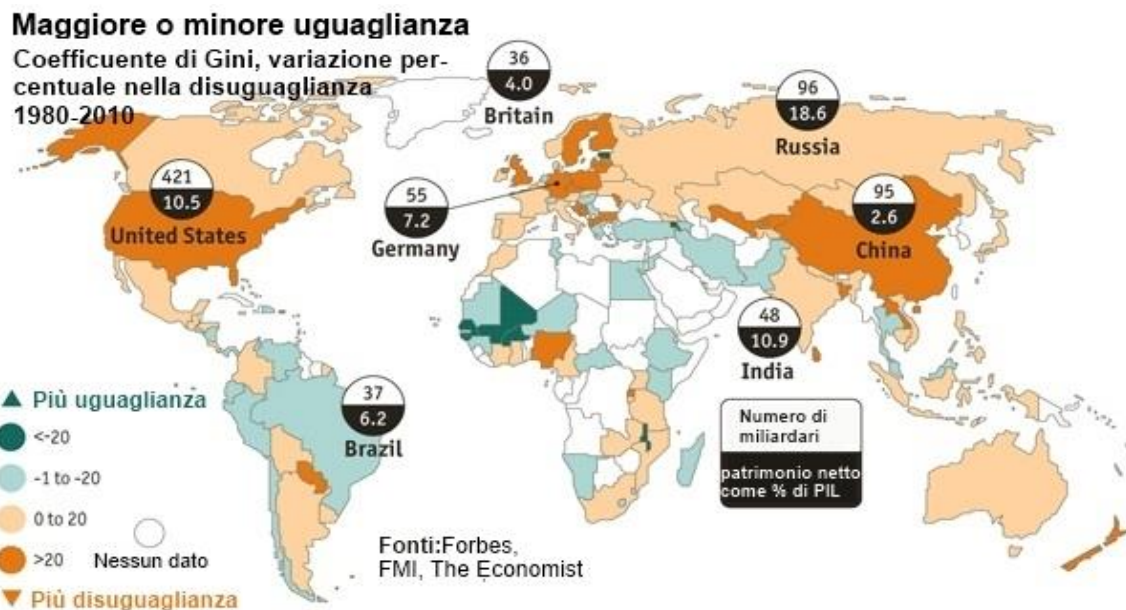 Maggiore o minore uguaglianza
Coefficuente di Gini, variazione per-
centuale nella disuguaglianza
1980-2010
36
4.0
Britain
96
18.6
Russia
421
10.5
United States
55
7.2
Germany
95
2.6
China
48
10.9
India
37
6.2
Brazil
▲ Più uguaglianza
<-20
-1 to -20
0 to 20
>20
Nessun dato
▼ Più disuguaglianza
Numero di
miliardari
patrimonio netto
come % di PIL
Fonti:Forbes,
FMI, The Economist